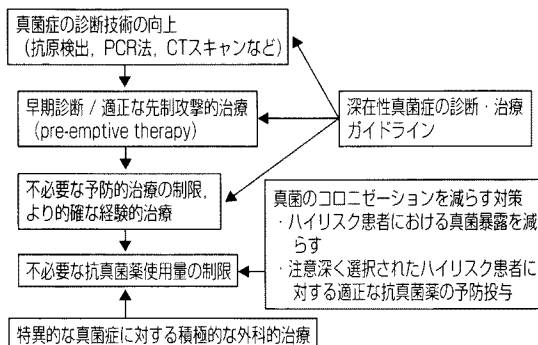 真菌症の診断技術の向上
(抗原検出，PCR法，CTスキャンなど)
早期診断 / 適正な先制攻撃的治療
(pre-emptive therapy)
深在性真菌症の診断・治療
ガイドライン
不必要な予防的治療の制限，
より的確な経験的治療
真菌のコロニゼーションを減らす対策
・ハイリスク患者における真菌暴露を減
らす
・注意深く選択されたハイリスク患者に
対する適正な抗真菌薬の予防投与
不必要な抗真菌薬使用量の制限
特異的な真菌症に対する積極的な外科的治療